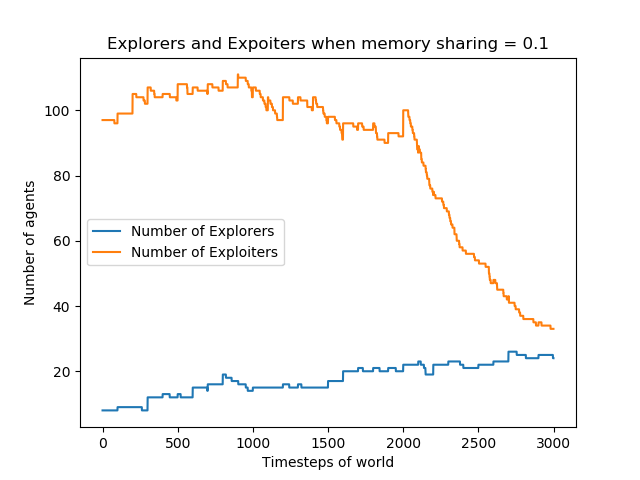 Explorers and Expoiters when memory sharing = 0.1
Number of agents
100
80
60
40
20
Number of Explorers
Number of Exploiters
0
500
1000
1500
2000
2500
3000
Timesteps of world